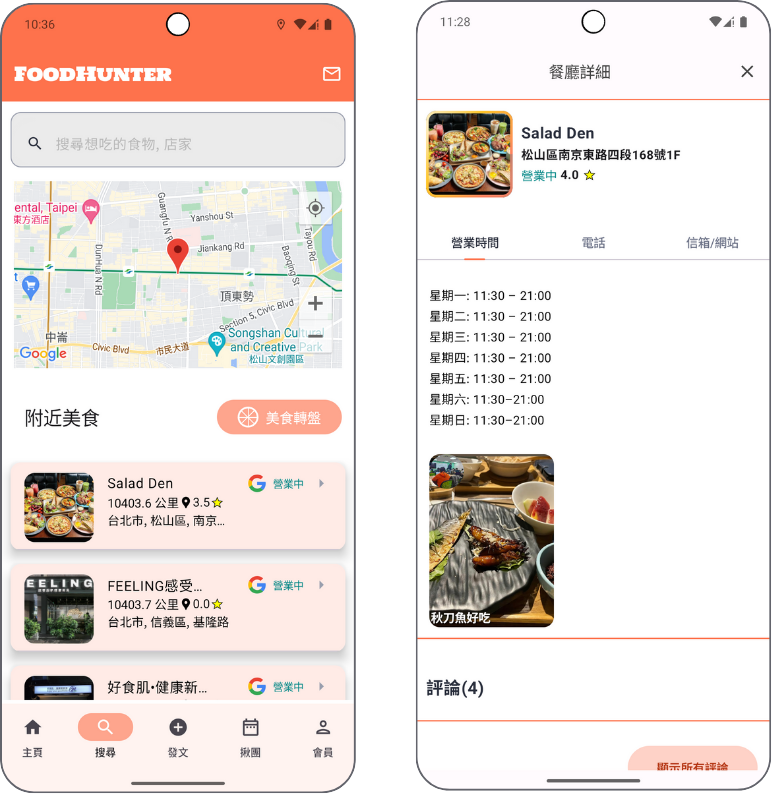 10:36
FOODHUNTER
搜尋想吃的食物, 店家
ental, Taipei
東方酒店
Guangfu N Rd
Yanshou St
Jiankang Rd
Tayou Rd
DunHua N Rd
Baoqing St
t
頂東勢
Section 5, Civic Blvd
中崙
Songshan Cultural
and Creative Park
松山文創園區
Civic Blvd
市民大道
Google
附近美食
美食轉盤
Salad Den
營業中
10403.6 公里 3.5
台北市, 松山區, 南京...
EELING
FEELING感受...
營業中
10403.7 公里 0.0
台北市, 信義區, 基隆路
好食肌•健康新...
營業中
主頁
搜尋
發文
揪團
會員
11:28
餐廳詳細
Salad Den
松山區南京東路四段168號1F
營業中 4.0
營業時間
電話
信箱/網站
星期一: 11:30 – 21:00
星期二: 11:30 – 21:00
星期三: 11:30 – 21:00
星期四: 11:30 – 21:00
星期五: 11:30 – 21:00
星期六: 11:30–21:00
星期日: 11:30–21:00
秋刀魚好吃
評論(4)
顯示所有評論